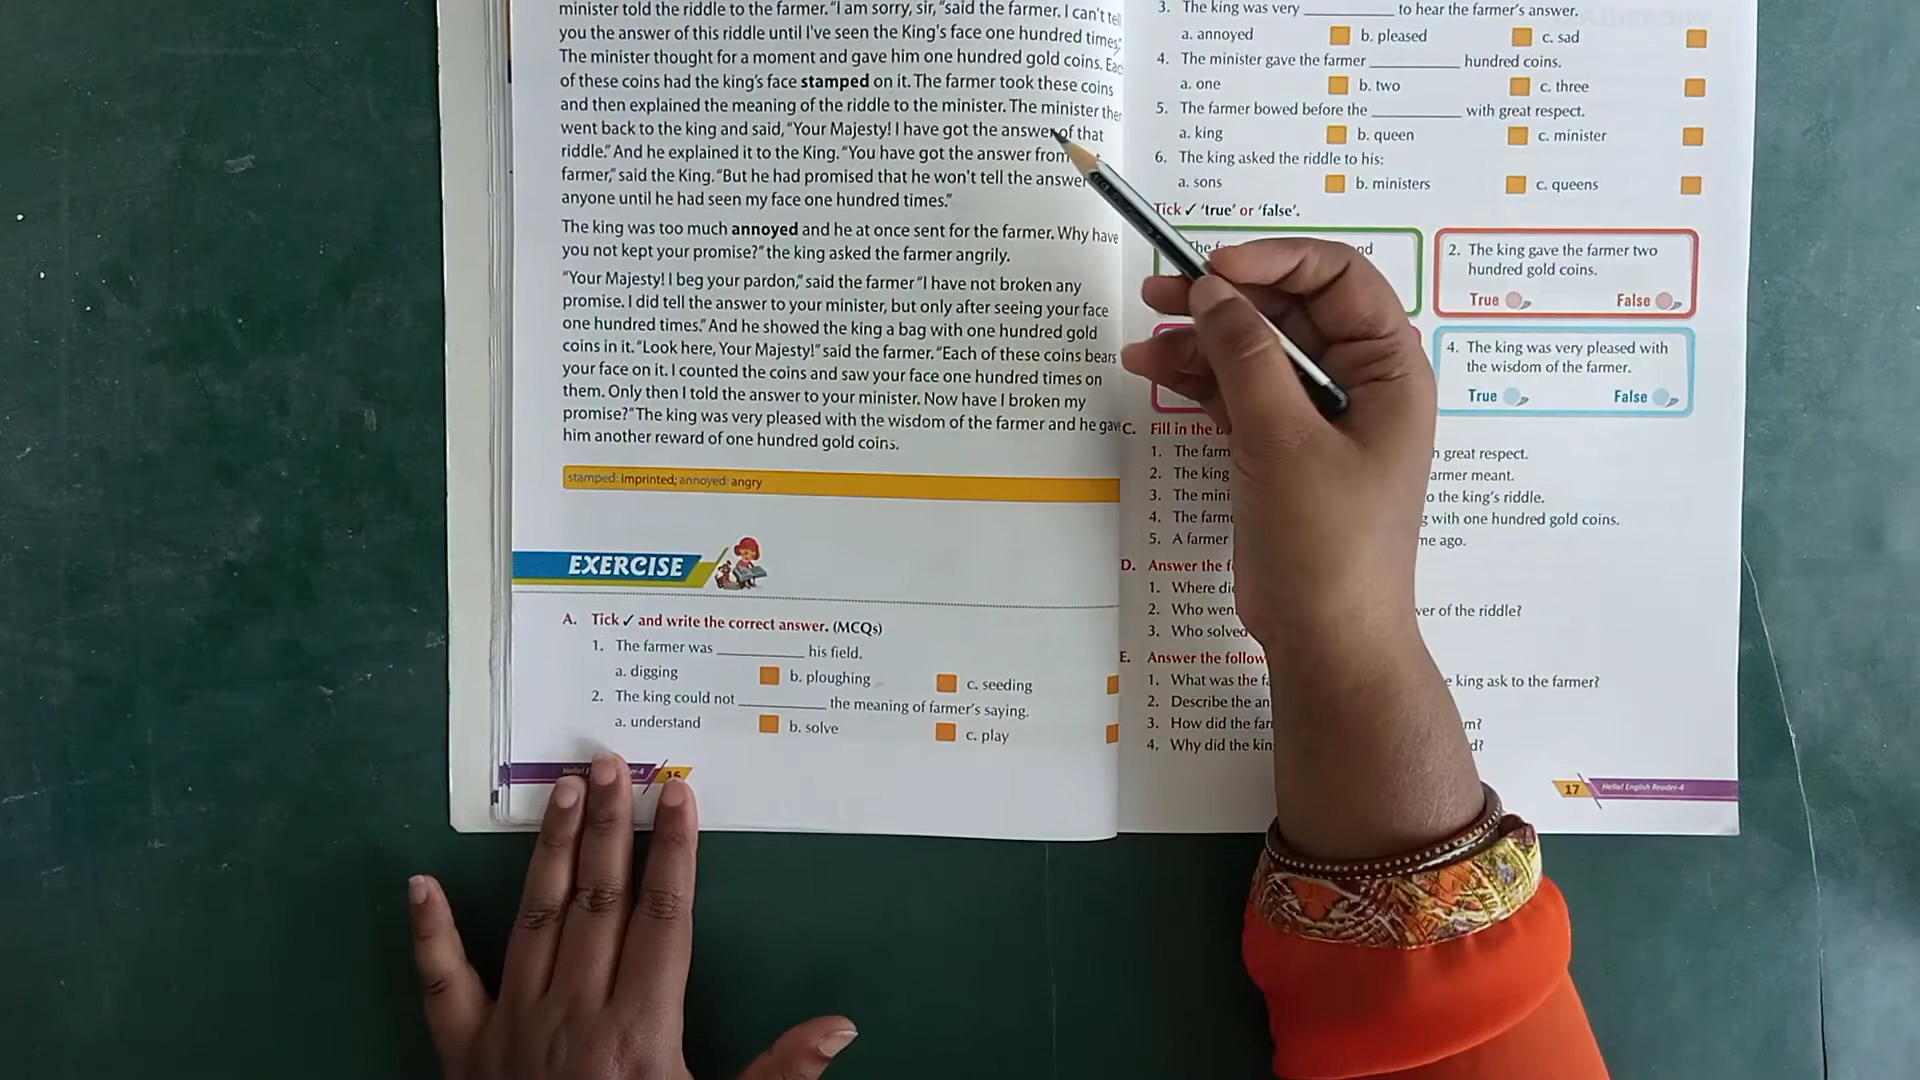 minister told the riddle to the farmer. "I am sorry, sir, "said the farmer. I can't tell
you the answer of this riddle until I've seen the King's face one hundred times."
The minister thought for a moment and gave him one hundred gold coins. Eac
of these coins had the king's face stamped on it. The farmer took these coins
and then explained the meaning of the riddle to the minister. The minister then
went back to the king and said, "Your Majesty! I have got the answer of that
riddle." And he explained it to the King. "You have got the answer from
farmer," said the King. "But he had promised that he won't tell the answer
anyone until he had seen my face one hundred times."
The king was too much annoyed and he at once sent for the farmer. Why have
you not kept your promise?" the king asked the farmer angrily.
"Your Majesty! I beg your pardon," said the farmer "I have not broken any
promise. I did tell the answer to your minister, but only after seeing your face
one hundred times." And he showed the king a bag with one hundred gold
coins in it. "Look here, Your Majesty!" said the farmer. "Each of these coins bears
your face on it. I counted the coins and saw your face one hundred times on
them. Only then I told the answer to your minister. Now have I broken my
promise?" The king was very pleased with the wisdom of the farmer and he gave
him another reward of one hundred gold coins.
stamped: imprinted; annoyed: angry
EXERCISE
A. Tick ✓ and write the correct answer. (MCQs)
1. The farmer was __________ his field.
a. digging b. ploughing c. seeding
2. The king could not __________ the meaning of farmer's saying.
a. understand b. solve c. play
16
3. The king was very __________ to hear the farmer's answer.
a. annoyed b. pleased c. sad
4. The minister gave the farmer __________ hundred coins.
a. one b. two c. three
5. The farmer bowed before the __________ with great respect.
a. king b. queen c. minister
6. The king asked the riddle to his:
a. sons b. ministers c. queens
Tick ✓ 'true' or 'false'.
2. The king gave the farmer two
hundred gold coins.
True False
4. The king was very pleased with
the wisdom of the farmer.
True False
C. Fill in the
1. The farm h great respect.
2. The king armer meant.
3. The mini o the king's riddle.
4. The farme g with one hundred gold coins.
5. A farmer me ago.
D. Answer the f
1. Where di
2. Who wen ver of the riddle?
3. Who solved
E. Answer the follow
1. What was the fa e king ask to the farmer?
2. Describe the an
3. How did the far m?
4. Why did the kin d?
17 Hello! English Reader-4